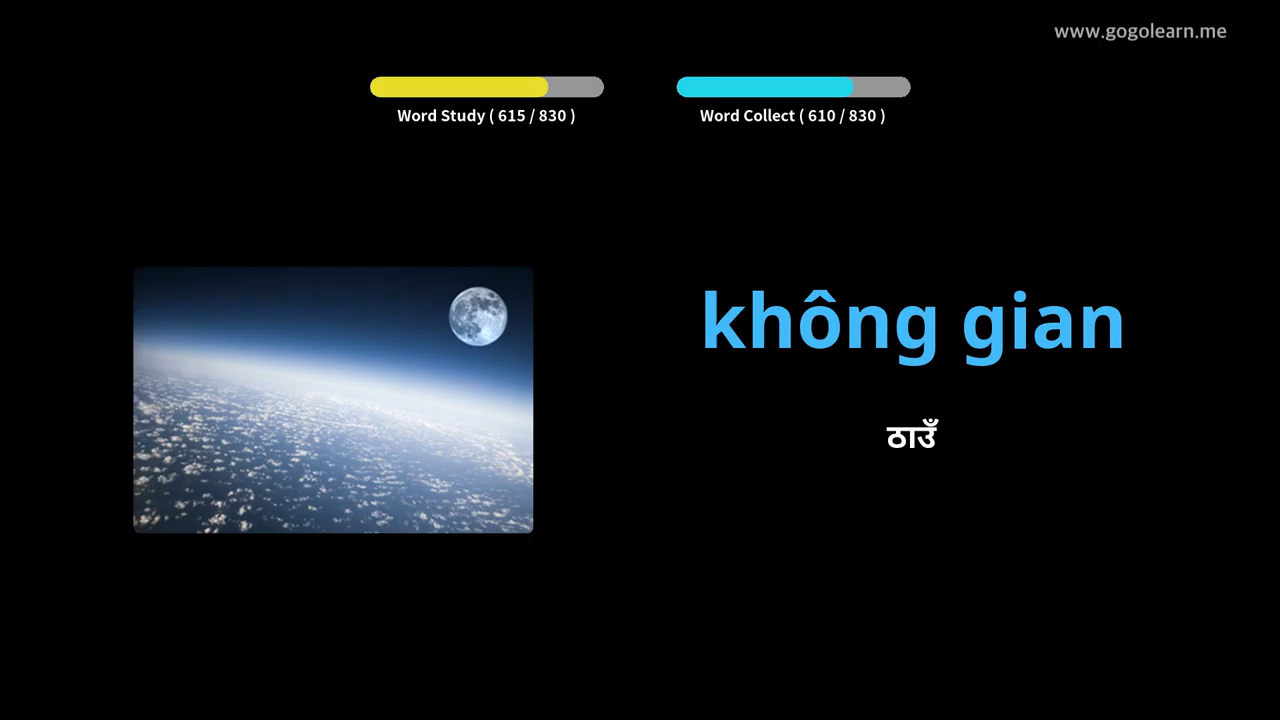 www.gogolearn.me
Word Study ( 615 / 830 )
Word Collect ( 610 / 830 )
không gian
ठाउँ